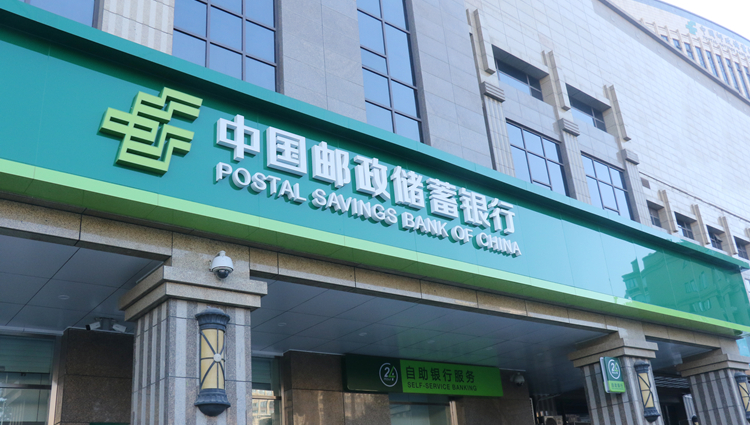 中国邮政储蓄银行
POSTAL SAVINGS BANK OF CHINA
自助银行服务
SELF-SERVICE BANKING